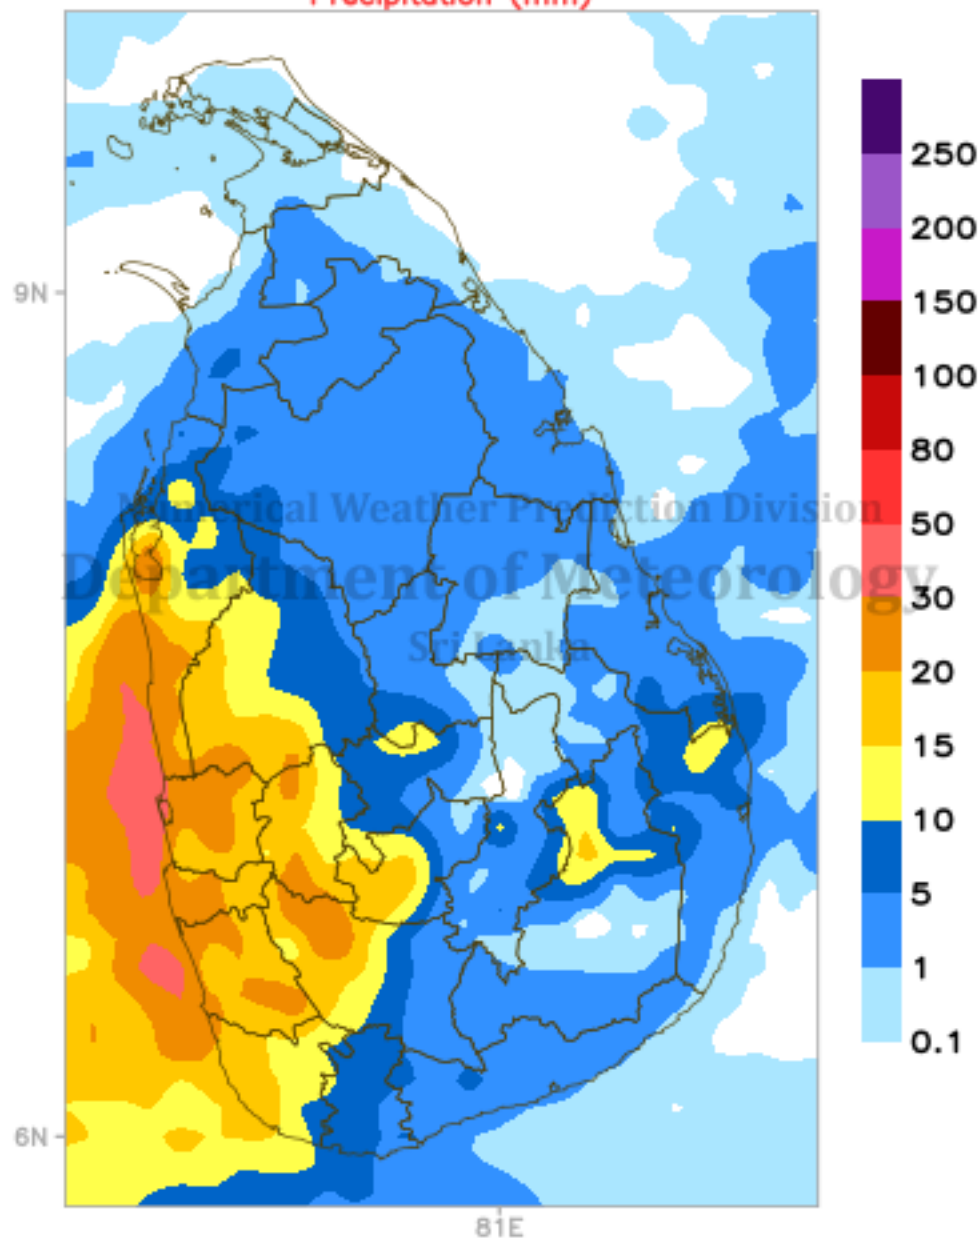 Precipitation (mm)
250
200
150
100
80
50
30
20
15
10
5
1
0.1
9N
6N
81E
Numerical Weather Prediction Division
Department of Meteorology
Sri Lanka